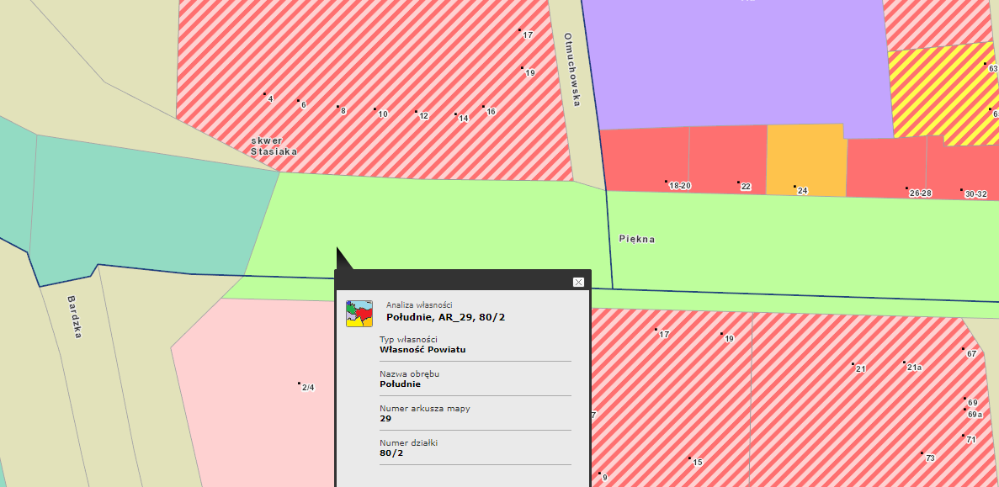 17
19
4
6
8
10
12
14
16
Otmuchowska
63
skwer
Stasiaka
18-20
22
24
26-28
30-32
Piękna
Bardzka
Analiza własności
Południe, AR_29, 80/2
Typ własności
Własność Powiatu
Nazwa obrębu
Południe
Numer arkusza mapy
29
Numer działki
80/2
2/4
17
19
67
21
21a
69
69a
71
73
15
9